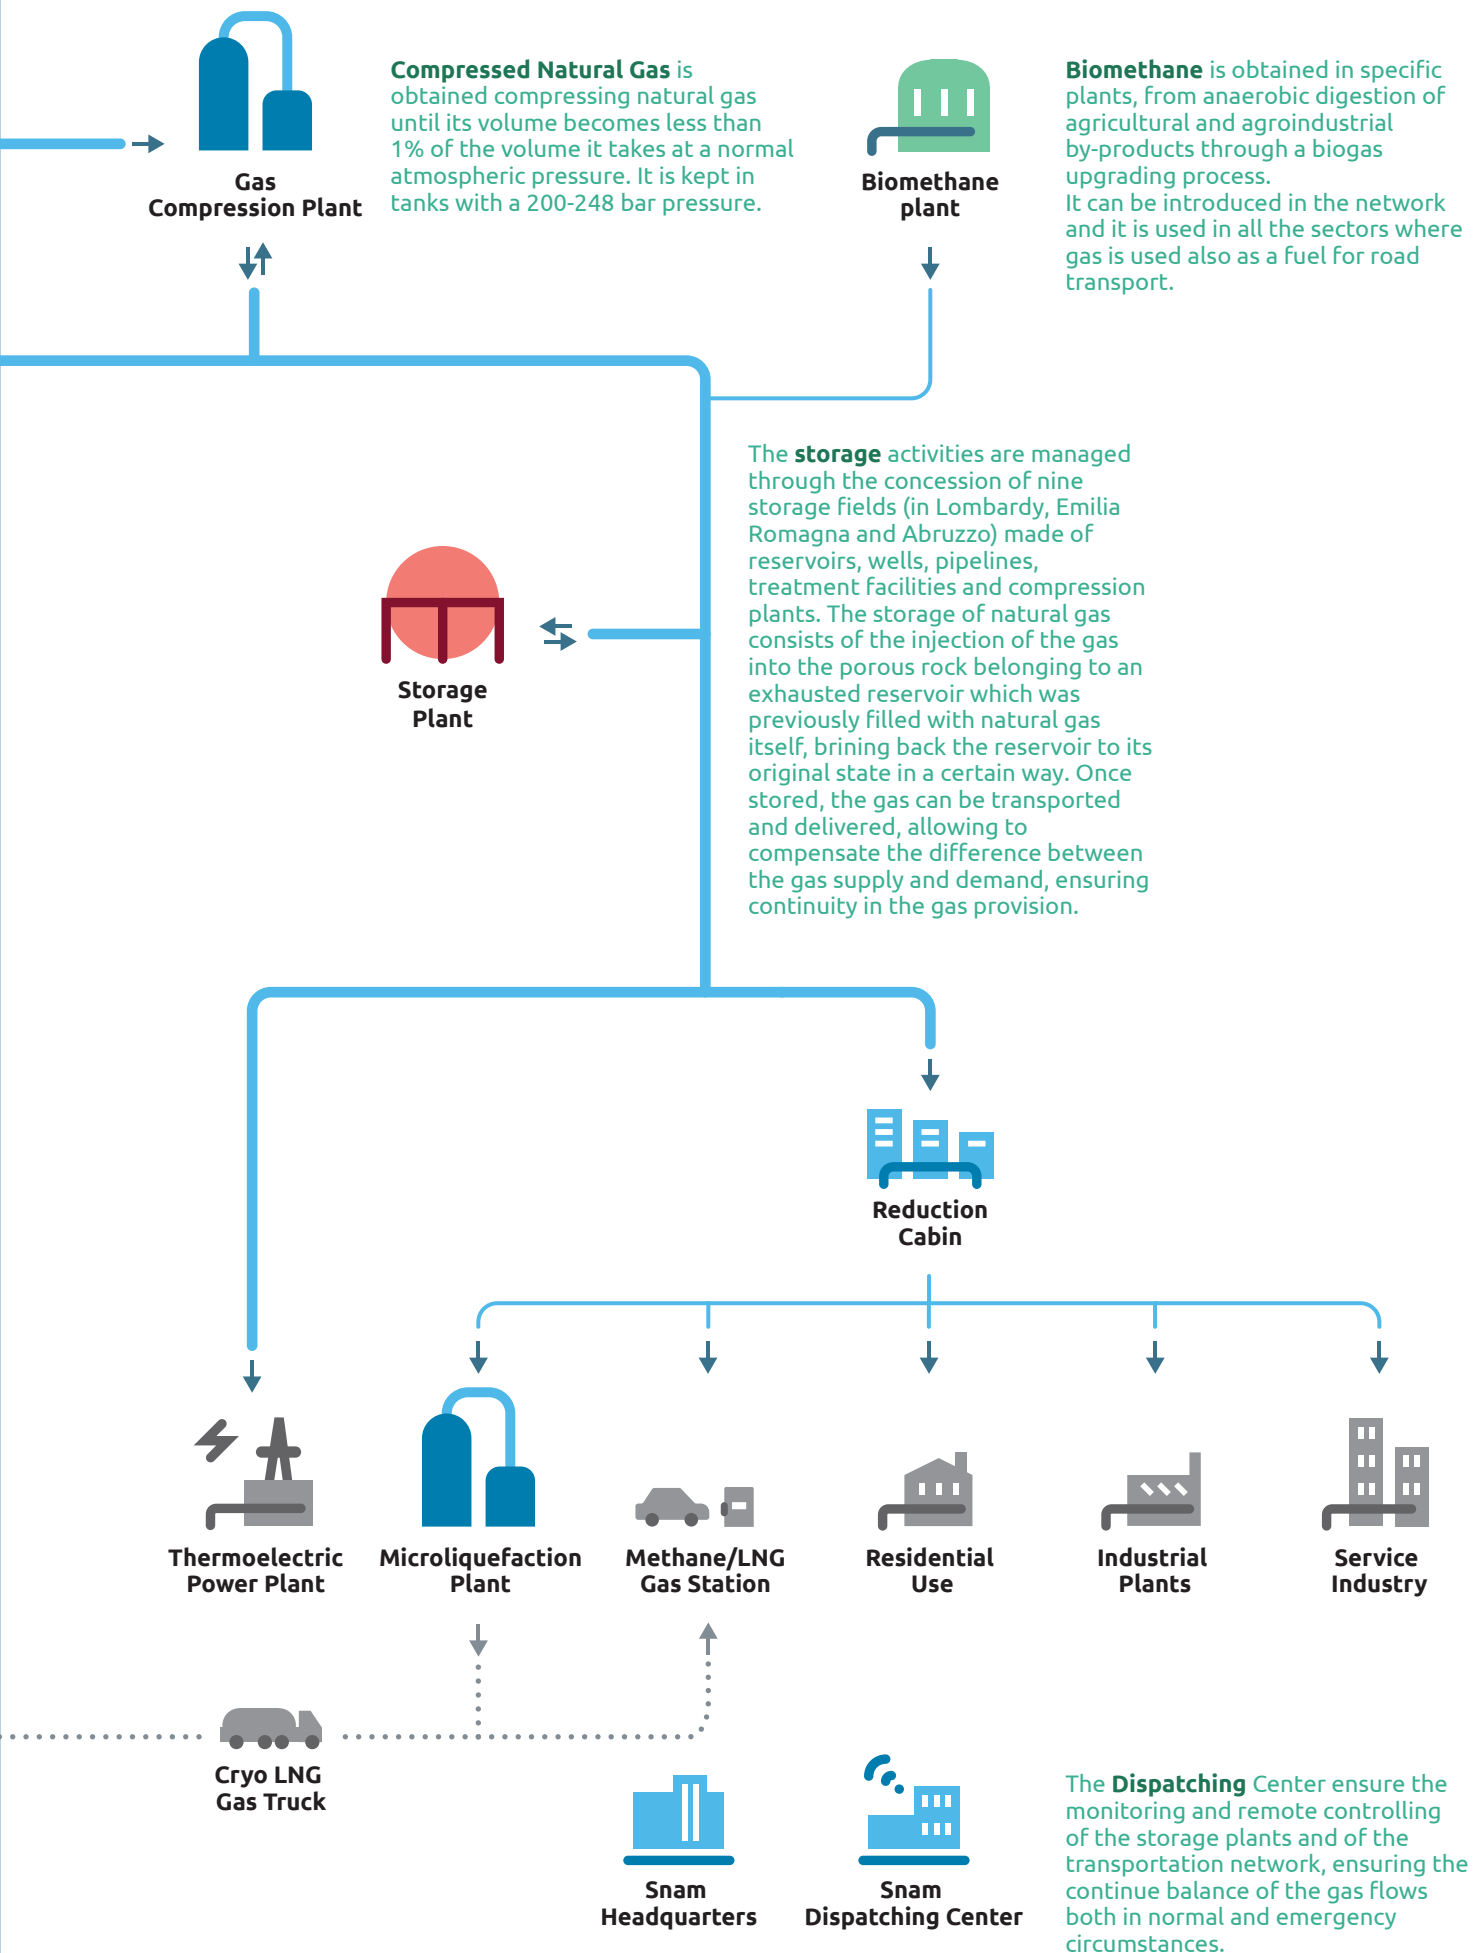 Compressed Natural Gas is
obtained compressing natural gas
until its volume becomes less than
1% of the volume it takes at a normal
atmospheric pressure. It is kept in
tanks with a 200-248 bar pressure.
Biomethane is obtained in specific
plants, from anaerobic digestion of
agricultural and agroindustrial
by-products through a biogas
upgrading process.
It can be introduced in the network
and it is used in all the sectors where
gas is used also as a fuel for road
transport.
Gas
Compression Plant
Biomethane
plant
The storage activities are managed
through the concession of nine
storage fields (in Lombardy, Emilia
Romagna and Abruzzo) made of
reservoirs, wells, pipelines,
treatment facilities and compression
plants. The storage of natural gas
consists of the injection of the gas
into the porous rock belonging to an
exhausted reservoir which was
previously filled with natural gas
itself, brining back the reservoir to its
original state in a certain way. Once
stored, the gas can be transported
and delivered, allowing to
compensate the difference between
the gas supply and demand, ensuring
continuity in the gas provision.
Storage
Plant
Reduction
Cabin
Thermoelectric
Power Plant
Microliquefaction
Plant
Methane/LNG
Gas Station
Residential
Use
Industrial
Plants
Service
Industry
Cryo LNG
Gas Truck
Snam
Headquarters
Snam
Dispatching Center
The Dispatching Center ensure the
monitoring and remote controlling
of the storage plants and of the
transportation network, ensuring the
continue balance of the gas flows
both in normal and emergency
circumstances.